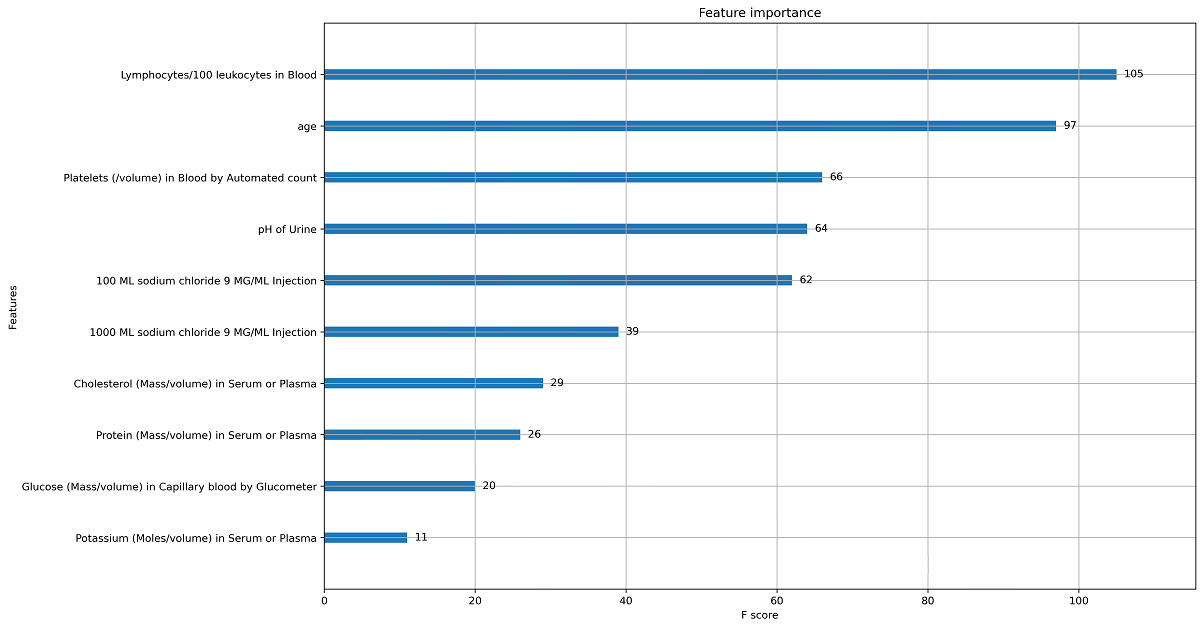 Feature importance
Lymphocytes/100 leukocytes in Blood 105
age 97
Platelets (/volume) in Blood by Automated count 66
pH of Urine 64
100 ML sodium chloride 9 MG/ML Injection 62
Features
1000 ML sodium chloride 9 MG/ML Injection 39
Cholesterol (Mass/volume) in Serum or Plasma 29
Protein (Mass/volume) in Serum or Plasma 26
Glucose (Mass/volume) in Capillary blood by Glucometer 20
Potassium (Moles/volume) in Serum or Plasma 11
0 20 40 60 80 100
F score